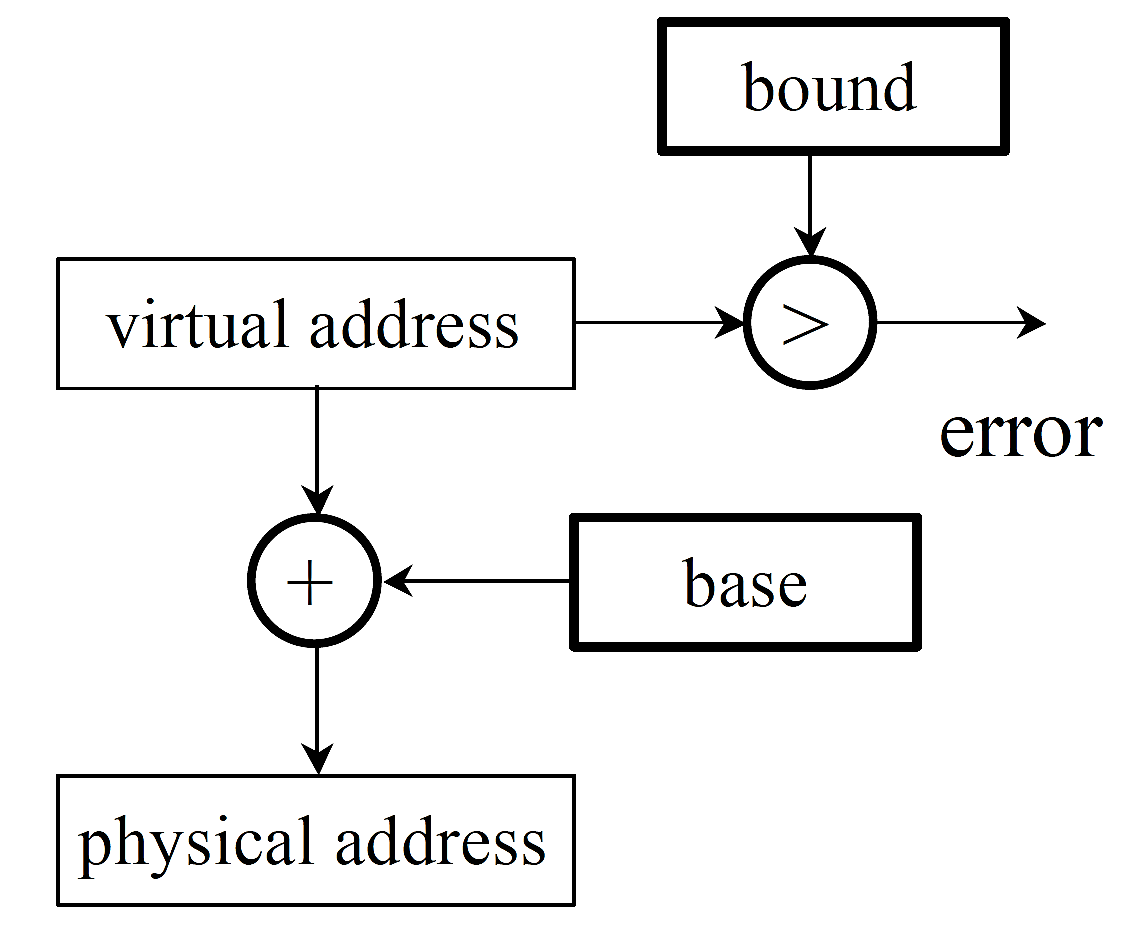 bound
virtual address
>
error
+
base
physical address